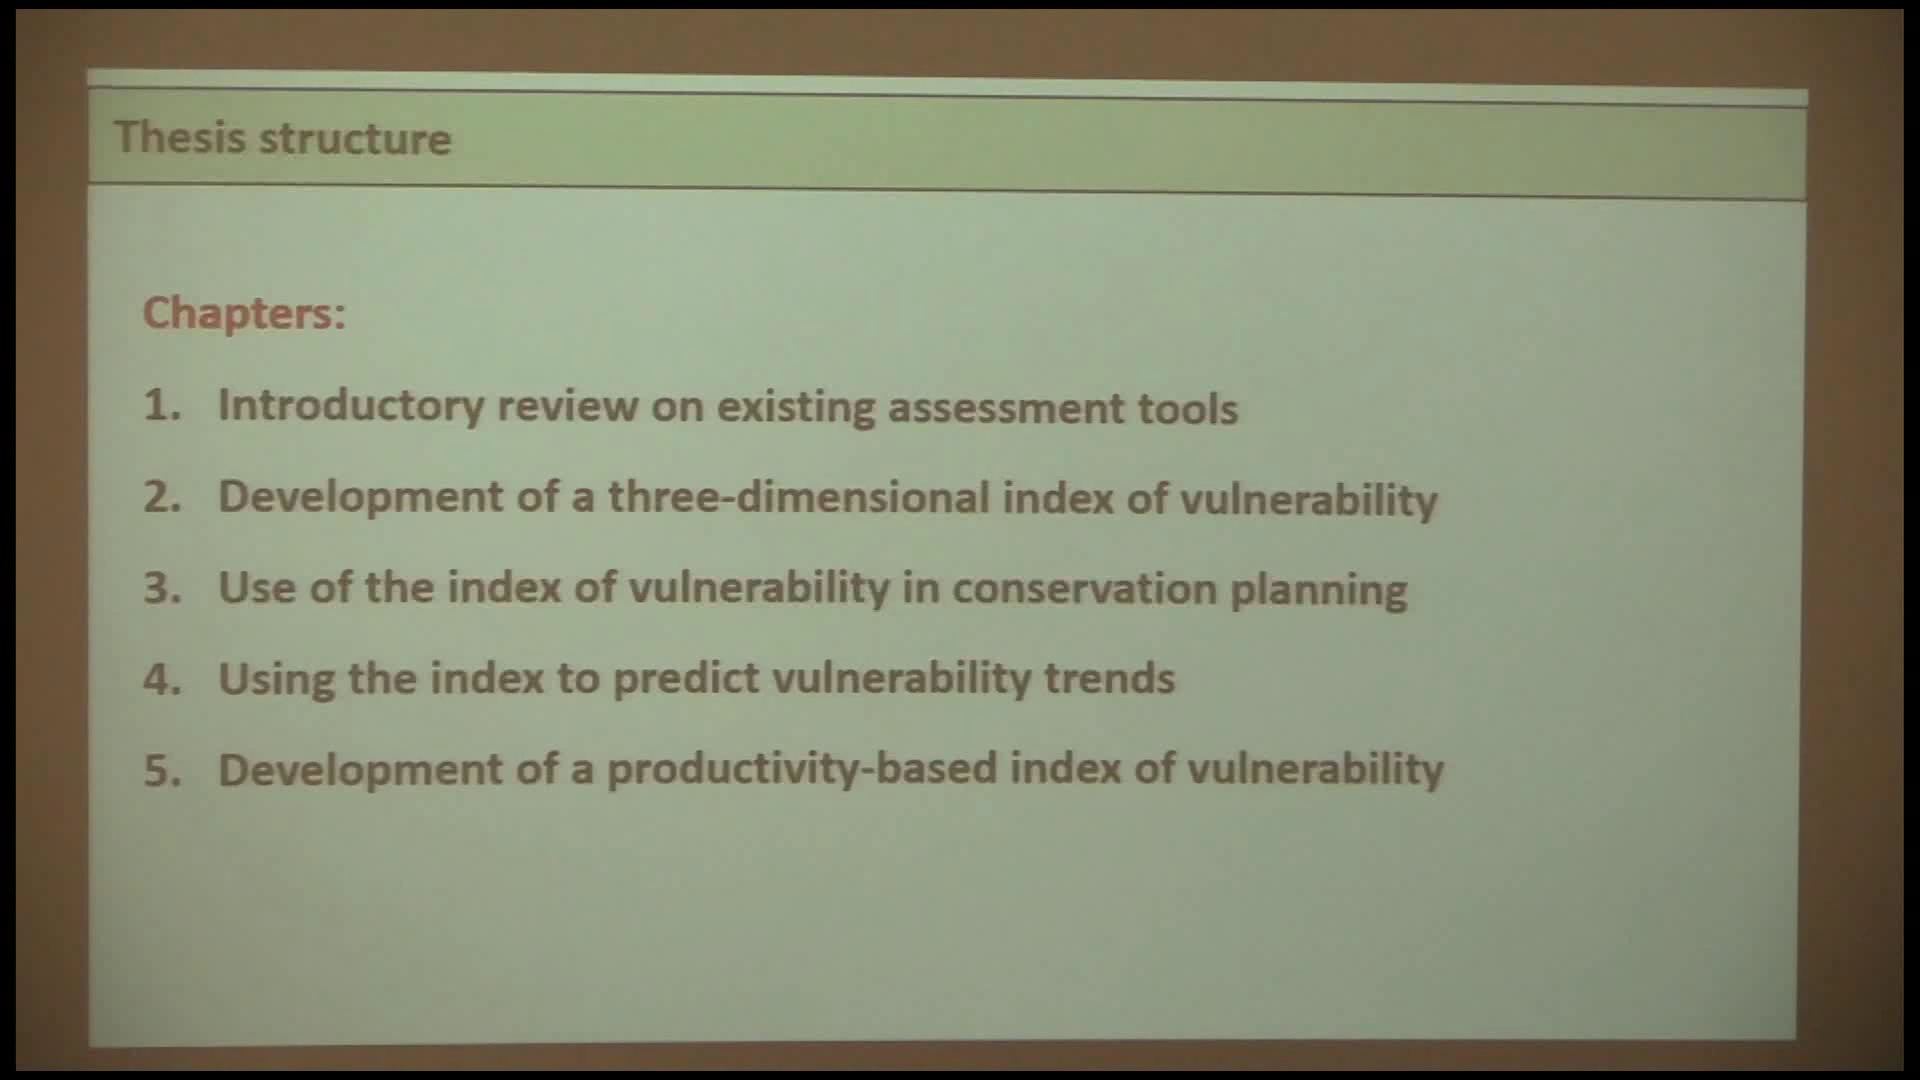 Thesis structure
Chapters:
1. Introductory review on existing assessment tools
2. Development of a three-dimensional index of vulnerability
3. Use of the index of vulnerability in conservation planning
4. Using the index to predict vulnerability trends
5. Development of a productivity-based index of vulnerability